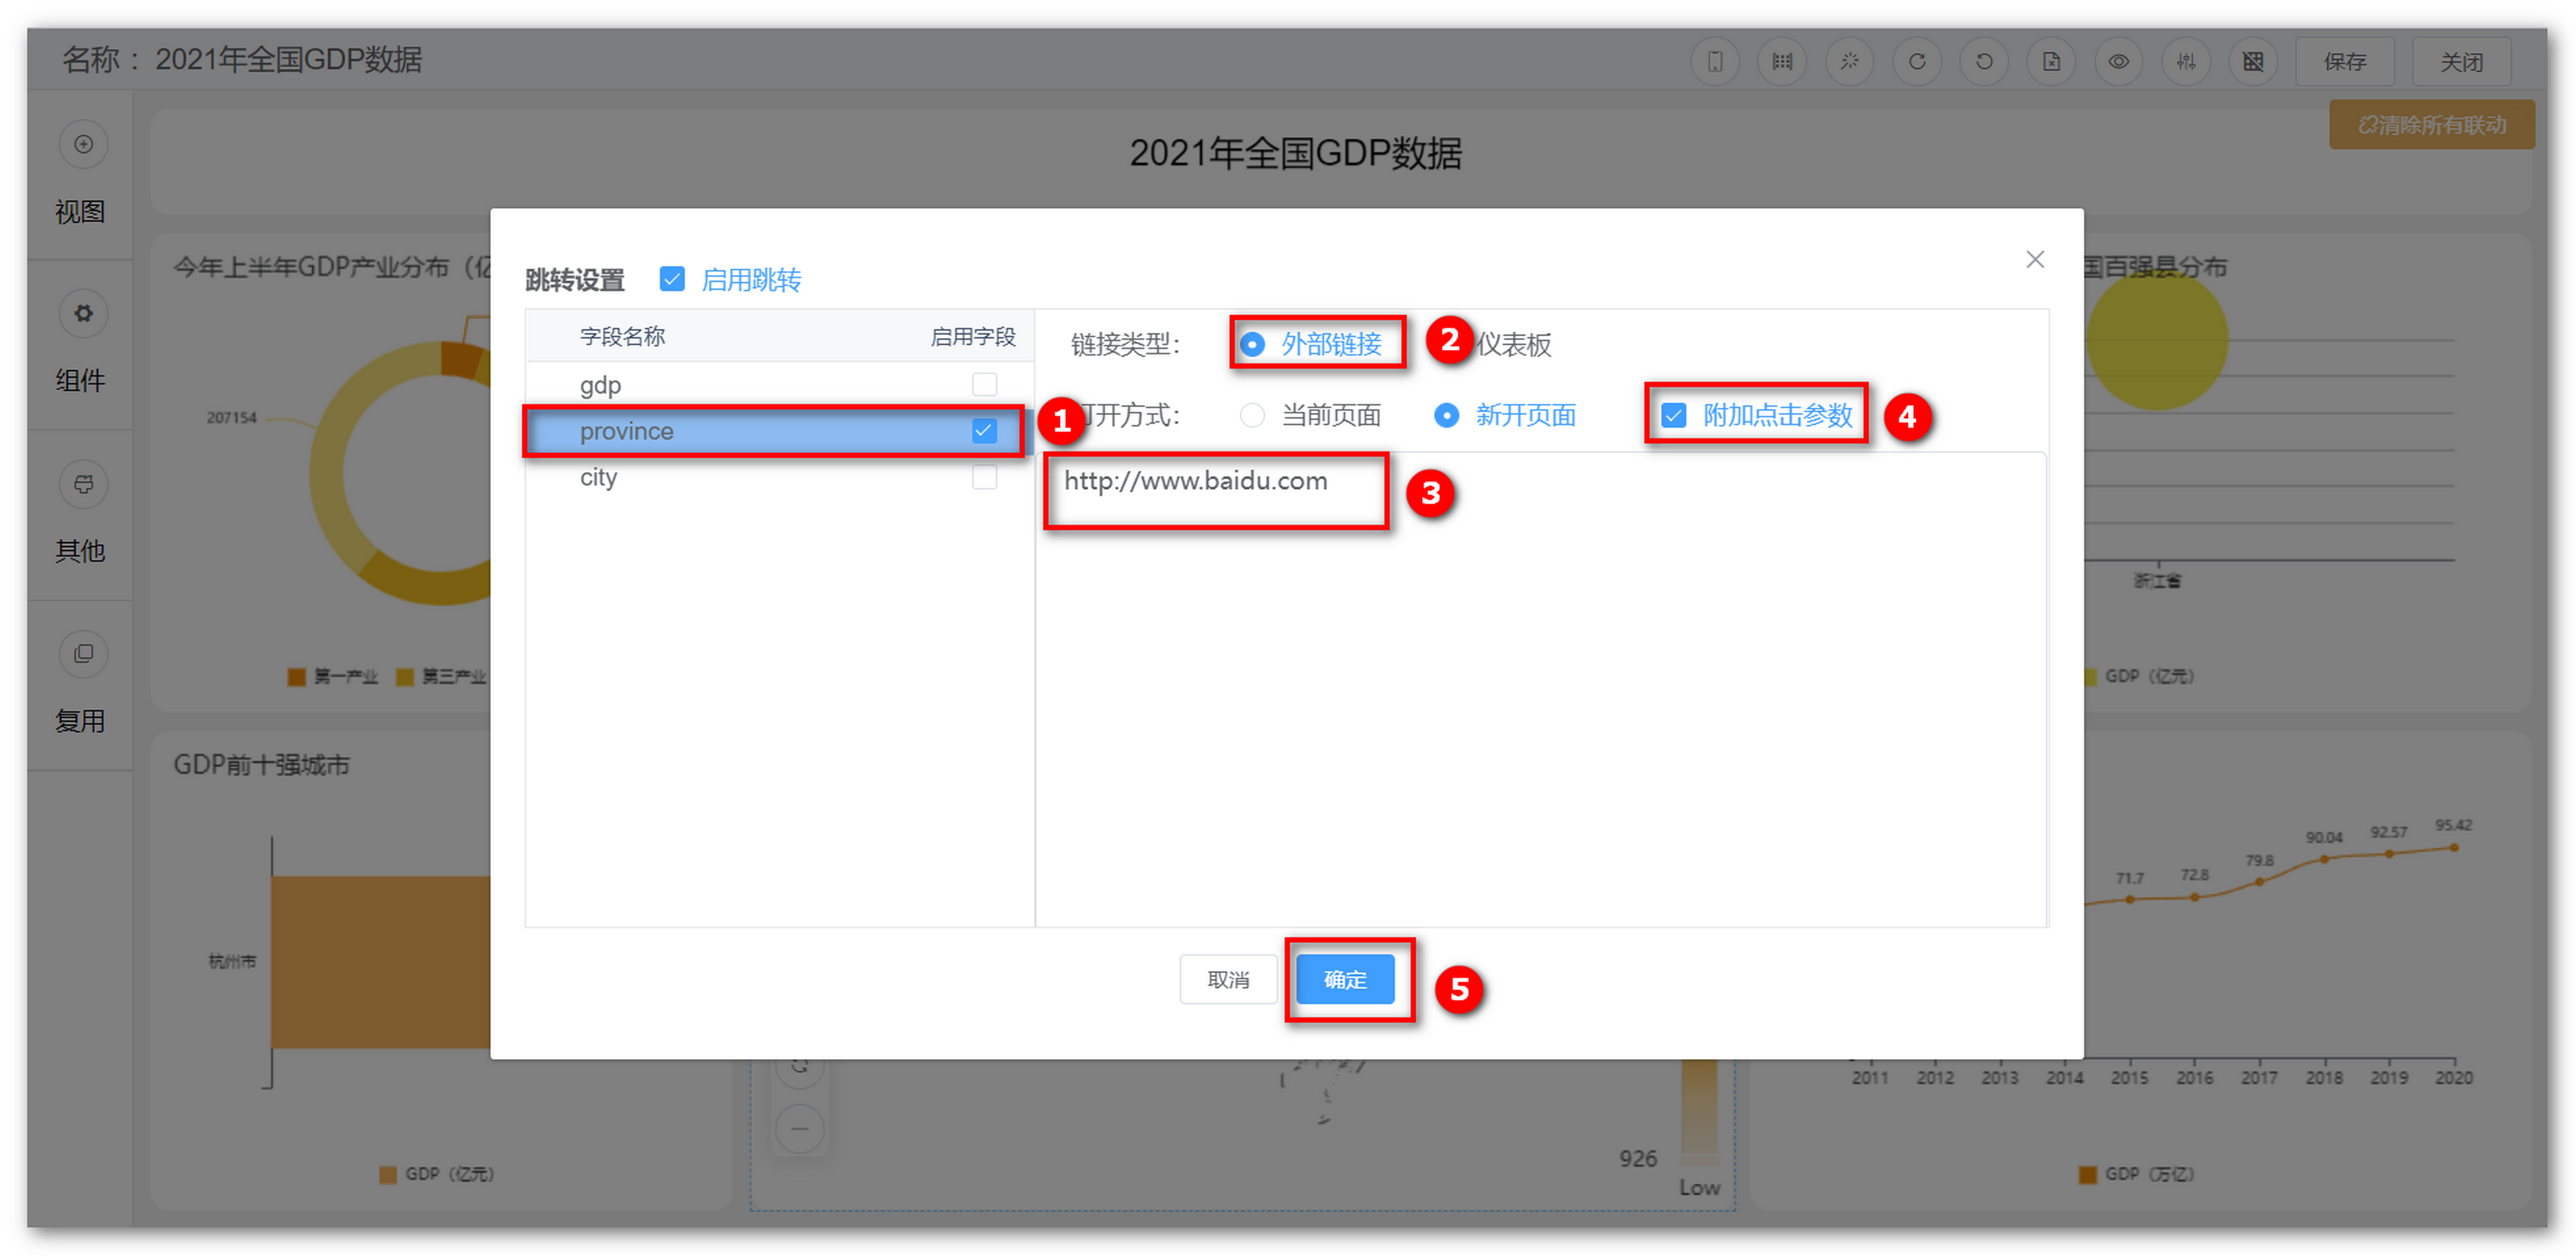 名称： 2021年全国GDP数据
保存
关闭
清除所有联动
2021年全国GDP数据
视图
组件
其他
复用
今年上半年GDP产业分布（亿
207154
第一产业
第三产业
国百强县分布
浙江省
GDP（亿元）
跳转设置
启用跳转
字段名称
启用字段
gdp
province
city
1
链接类型：
外部链接
2
仪表板
打开方式：
当前页面
新开页面
附加点击参数
4
http://www.baidu.com
3
取消
确定
5
GDP前十强城市
杭州市
GDP（亿元）
926
Low
71.7
72.8
79.8
90.04
92.57
95.42
2011
2012
2013
2014
2015
2016
2017
2018
2019
2020
GDP（万亿）